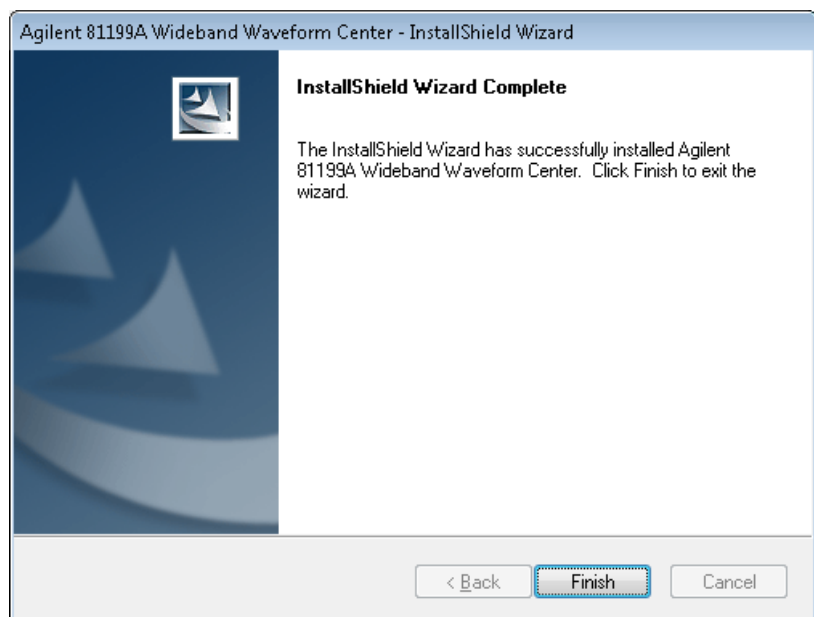 Agilent 81199A Wideband Waveform Center - InstallShield Wizard
InstallShield Wizard Complete
The InstallShield Wizard has successfully installed Agilent
81199A Wideband Waveform Center. Click Finish to exit the
wizard.
< Back Finish Cancel